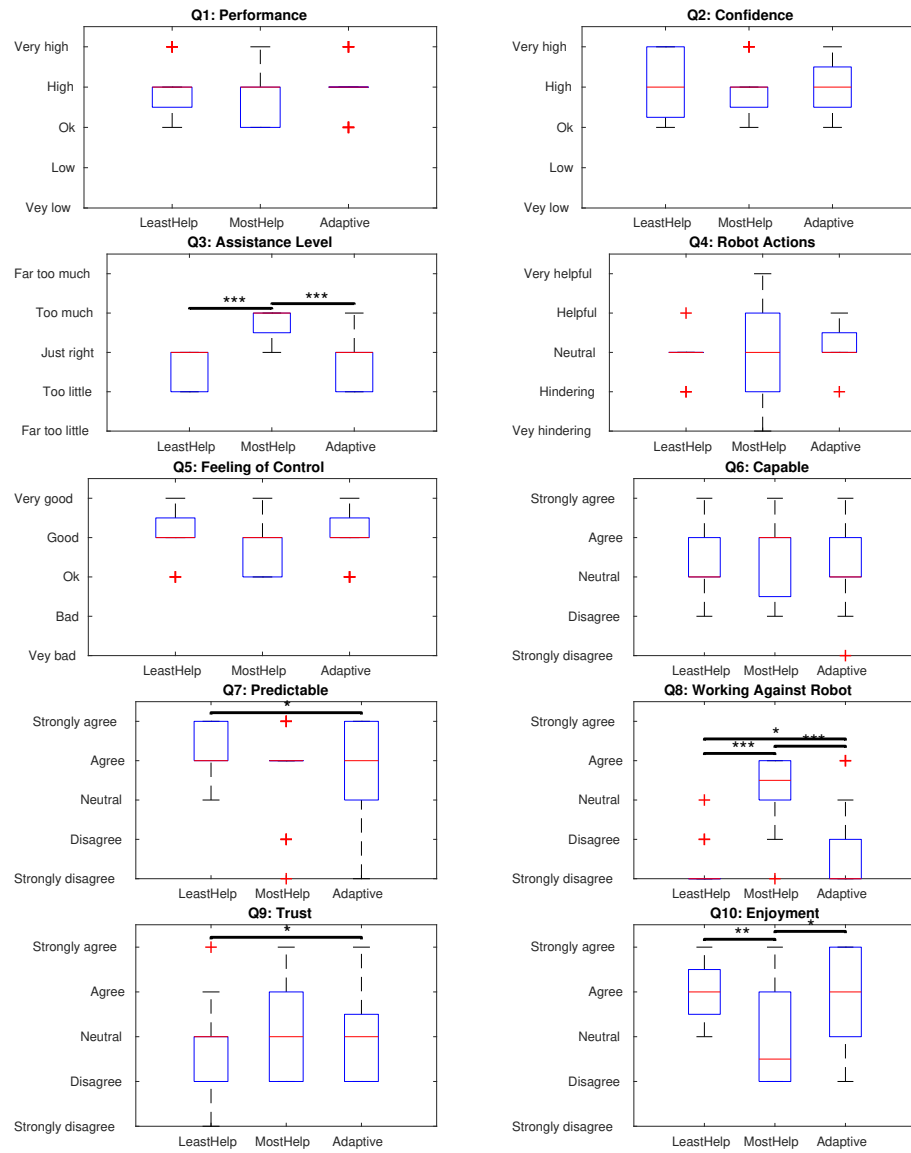 Q1: Performance
Very high
High
Ok
Low
Vey low
LeastHelp MostHelp Adaptive
Q2: Confidence
Very high
High
Ok
Low
Vey low
LeastHelp MostHelp Adaptive
Q3: Assistance Level
Far too much
Too much
Just right
Too little
Far too little
*** ***
LeastHelp MostHelp Adaptive
Q4: Robot Actions
Very helpful
Helpful
Neutral
Hindering
Vey hindering
LeastHelp MostHelp Adaptive
Q5: Feeling of Control
Very good
Good
Ok
Bad
Vey bad
LeastHelp MostHelp Adaptive
Q6: Capable
Strongly agree
Agree
Neutral
Disagree
Strongly disagree
LeastHelp MostHelp Adaptive
Q7: Predictable
*
Strongly agree
Agree
Neutral
Disagree
Strongly disagree
LeastHelp MostHelp Adaptive
Q8: Working Against Robot
Strongly agree
*
*** ***
Agree
Neutral
Disagree
Strongly disagree
LeastHelp MostHelp Adaptive
Q9: Trust
*
Strongly agree
Agree
Neutral
Disagree
Strongly disagree
LeastHelp MostHelp Adaptive
Q10: Enjoyment
** *
Strongly agree
Agree
Neutral
Disagree
Strongly disagree
LeastHelp MostHelp Adaptive